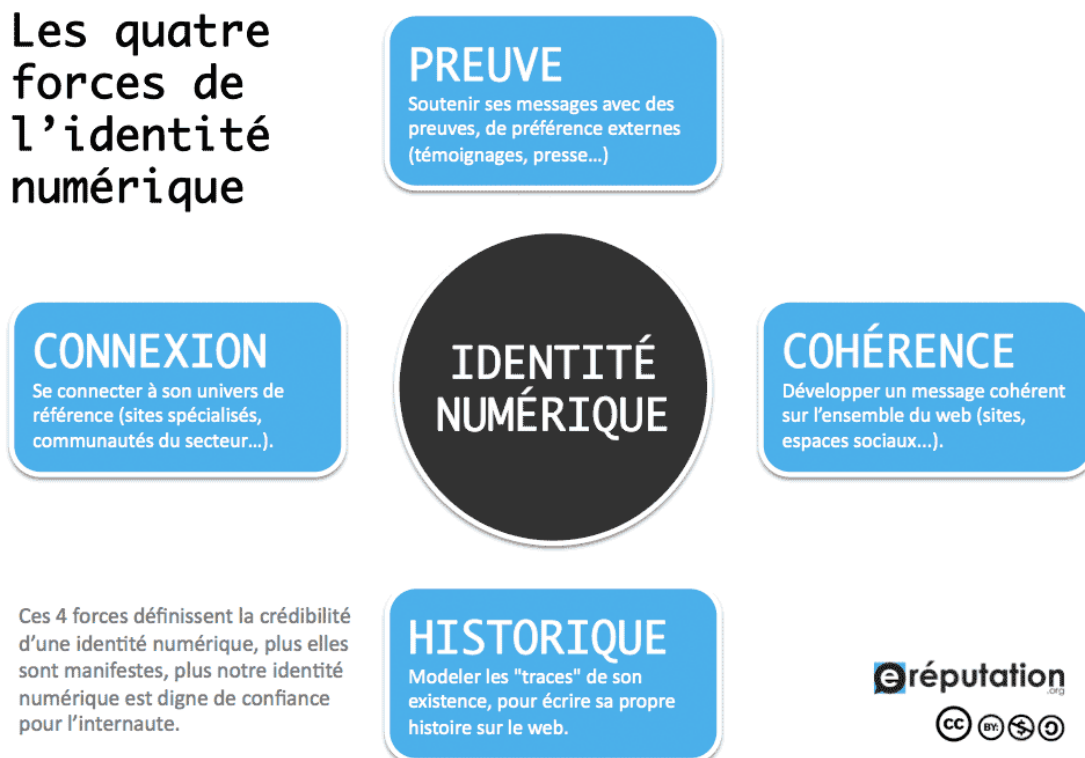 Les quatre
forces de
l’identité
numérique
PREUVE
Soutenir ses messages avec des
preuves, de préférence externes
(témoignages, presse…)
CONNEXION
Se connecter à son univers de
référence (sites spécialisés,
communautés du secteur…).
IDENTITÉ
NUMÉRIQUE
COHÉRENCE
Développer un message cohérent
sur l’ensemble du web (sites,
espaces sociaux...).
Ces 4 forces définissent la crédibilité
d’une identité numérique, plus elles
sont manifestes, plus notre identité
numérique est digne de confiance
pour l’internaute.
HISTORIQUE
Modeler les "traces" de son
existence, pour écrire sa propre
histoire sur le web.
eréputation
.org
cc BY: $